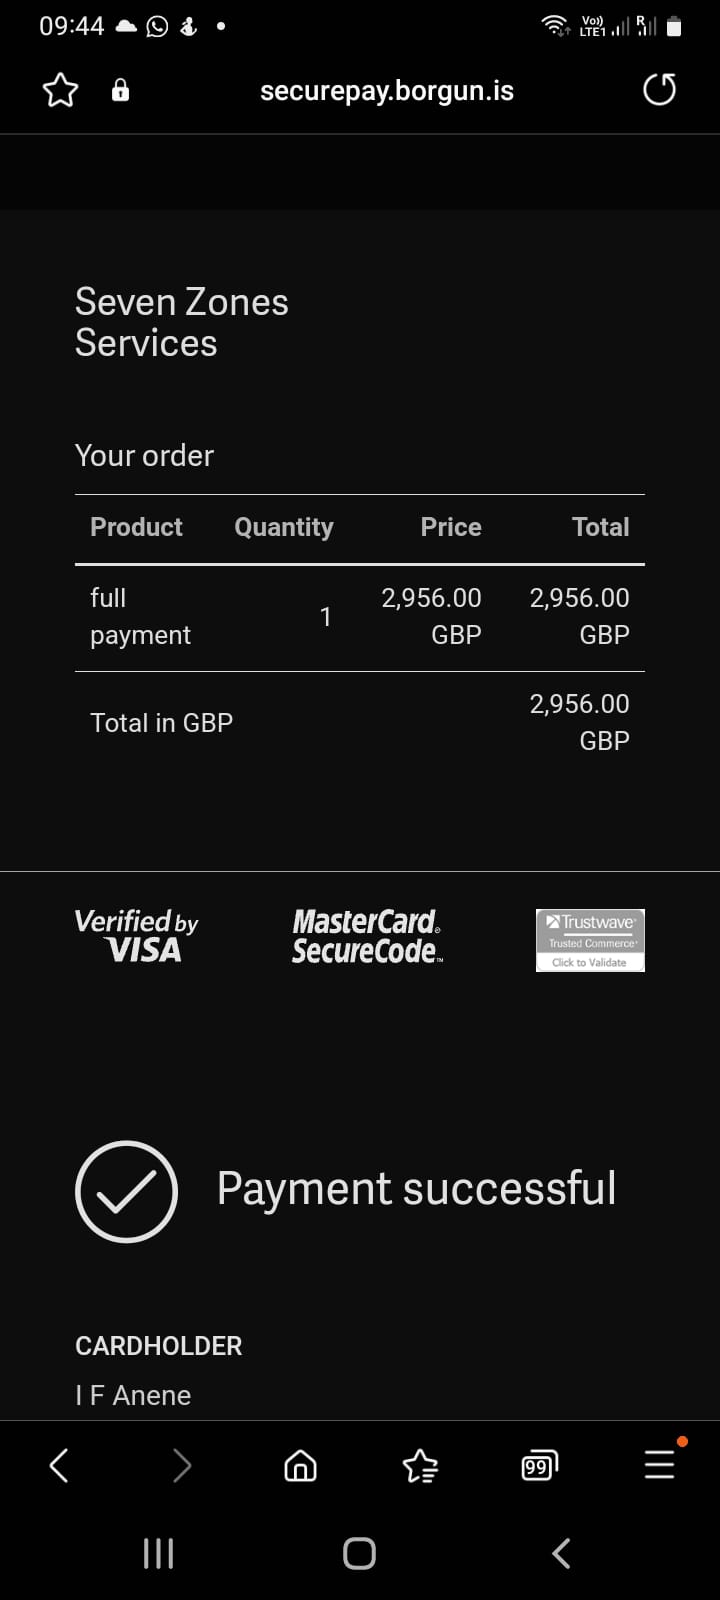 09:44
Vo)) LTE1 R
securepay.borgun.is
Seven Zones
Services
Your order
Product Quantity Price Total
full payment 1 2,956.00 GBP 2,956.00 GBP
Total in GBP 2,956.00 GBP
Verified by VISA
MasterCard. SecureCode™
Trustwave®
Trusted Commerce®
Click to Validate
Payment successful
CARDHOLDER
I F Anene
99